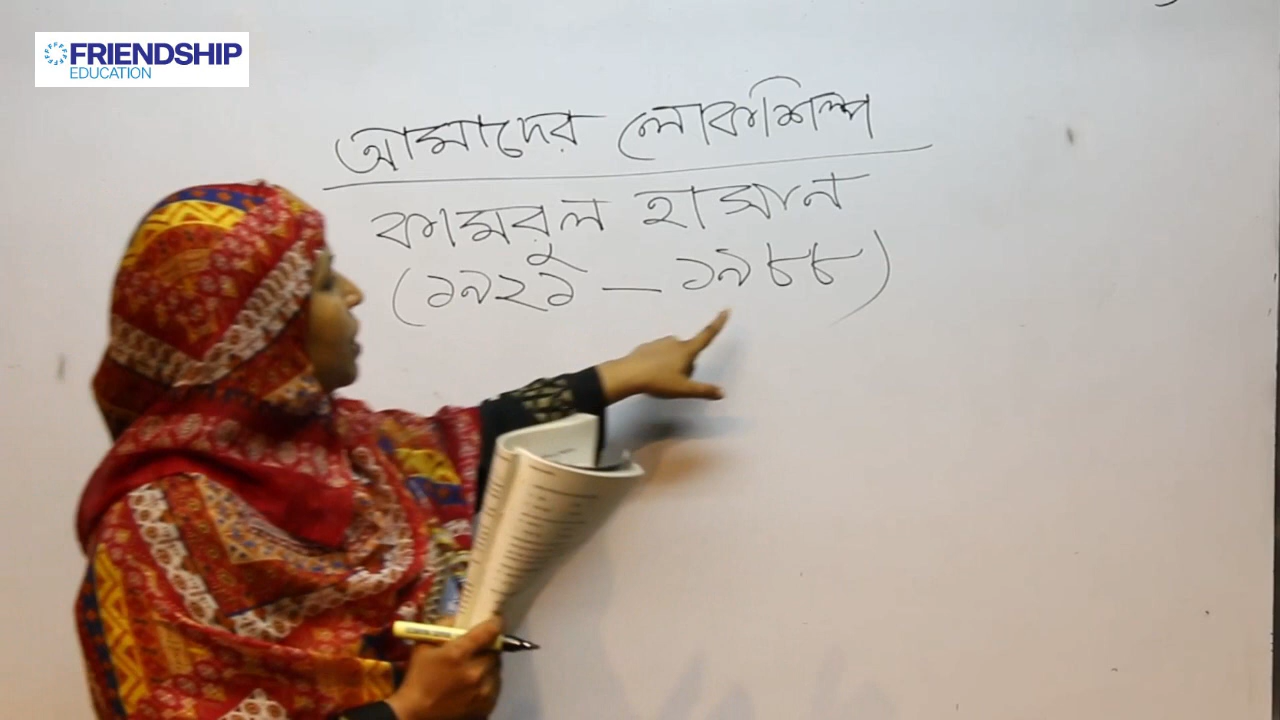 FRIENDSHIP
EDUCATION
আমাদের লোকশিল্প
কামরুল হাসান
(১৯২১ – ১৯৮৮)